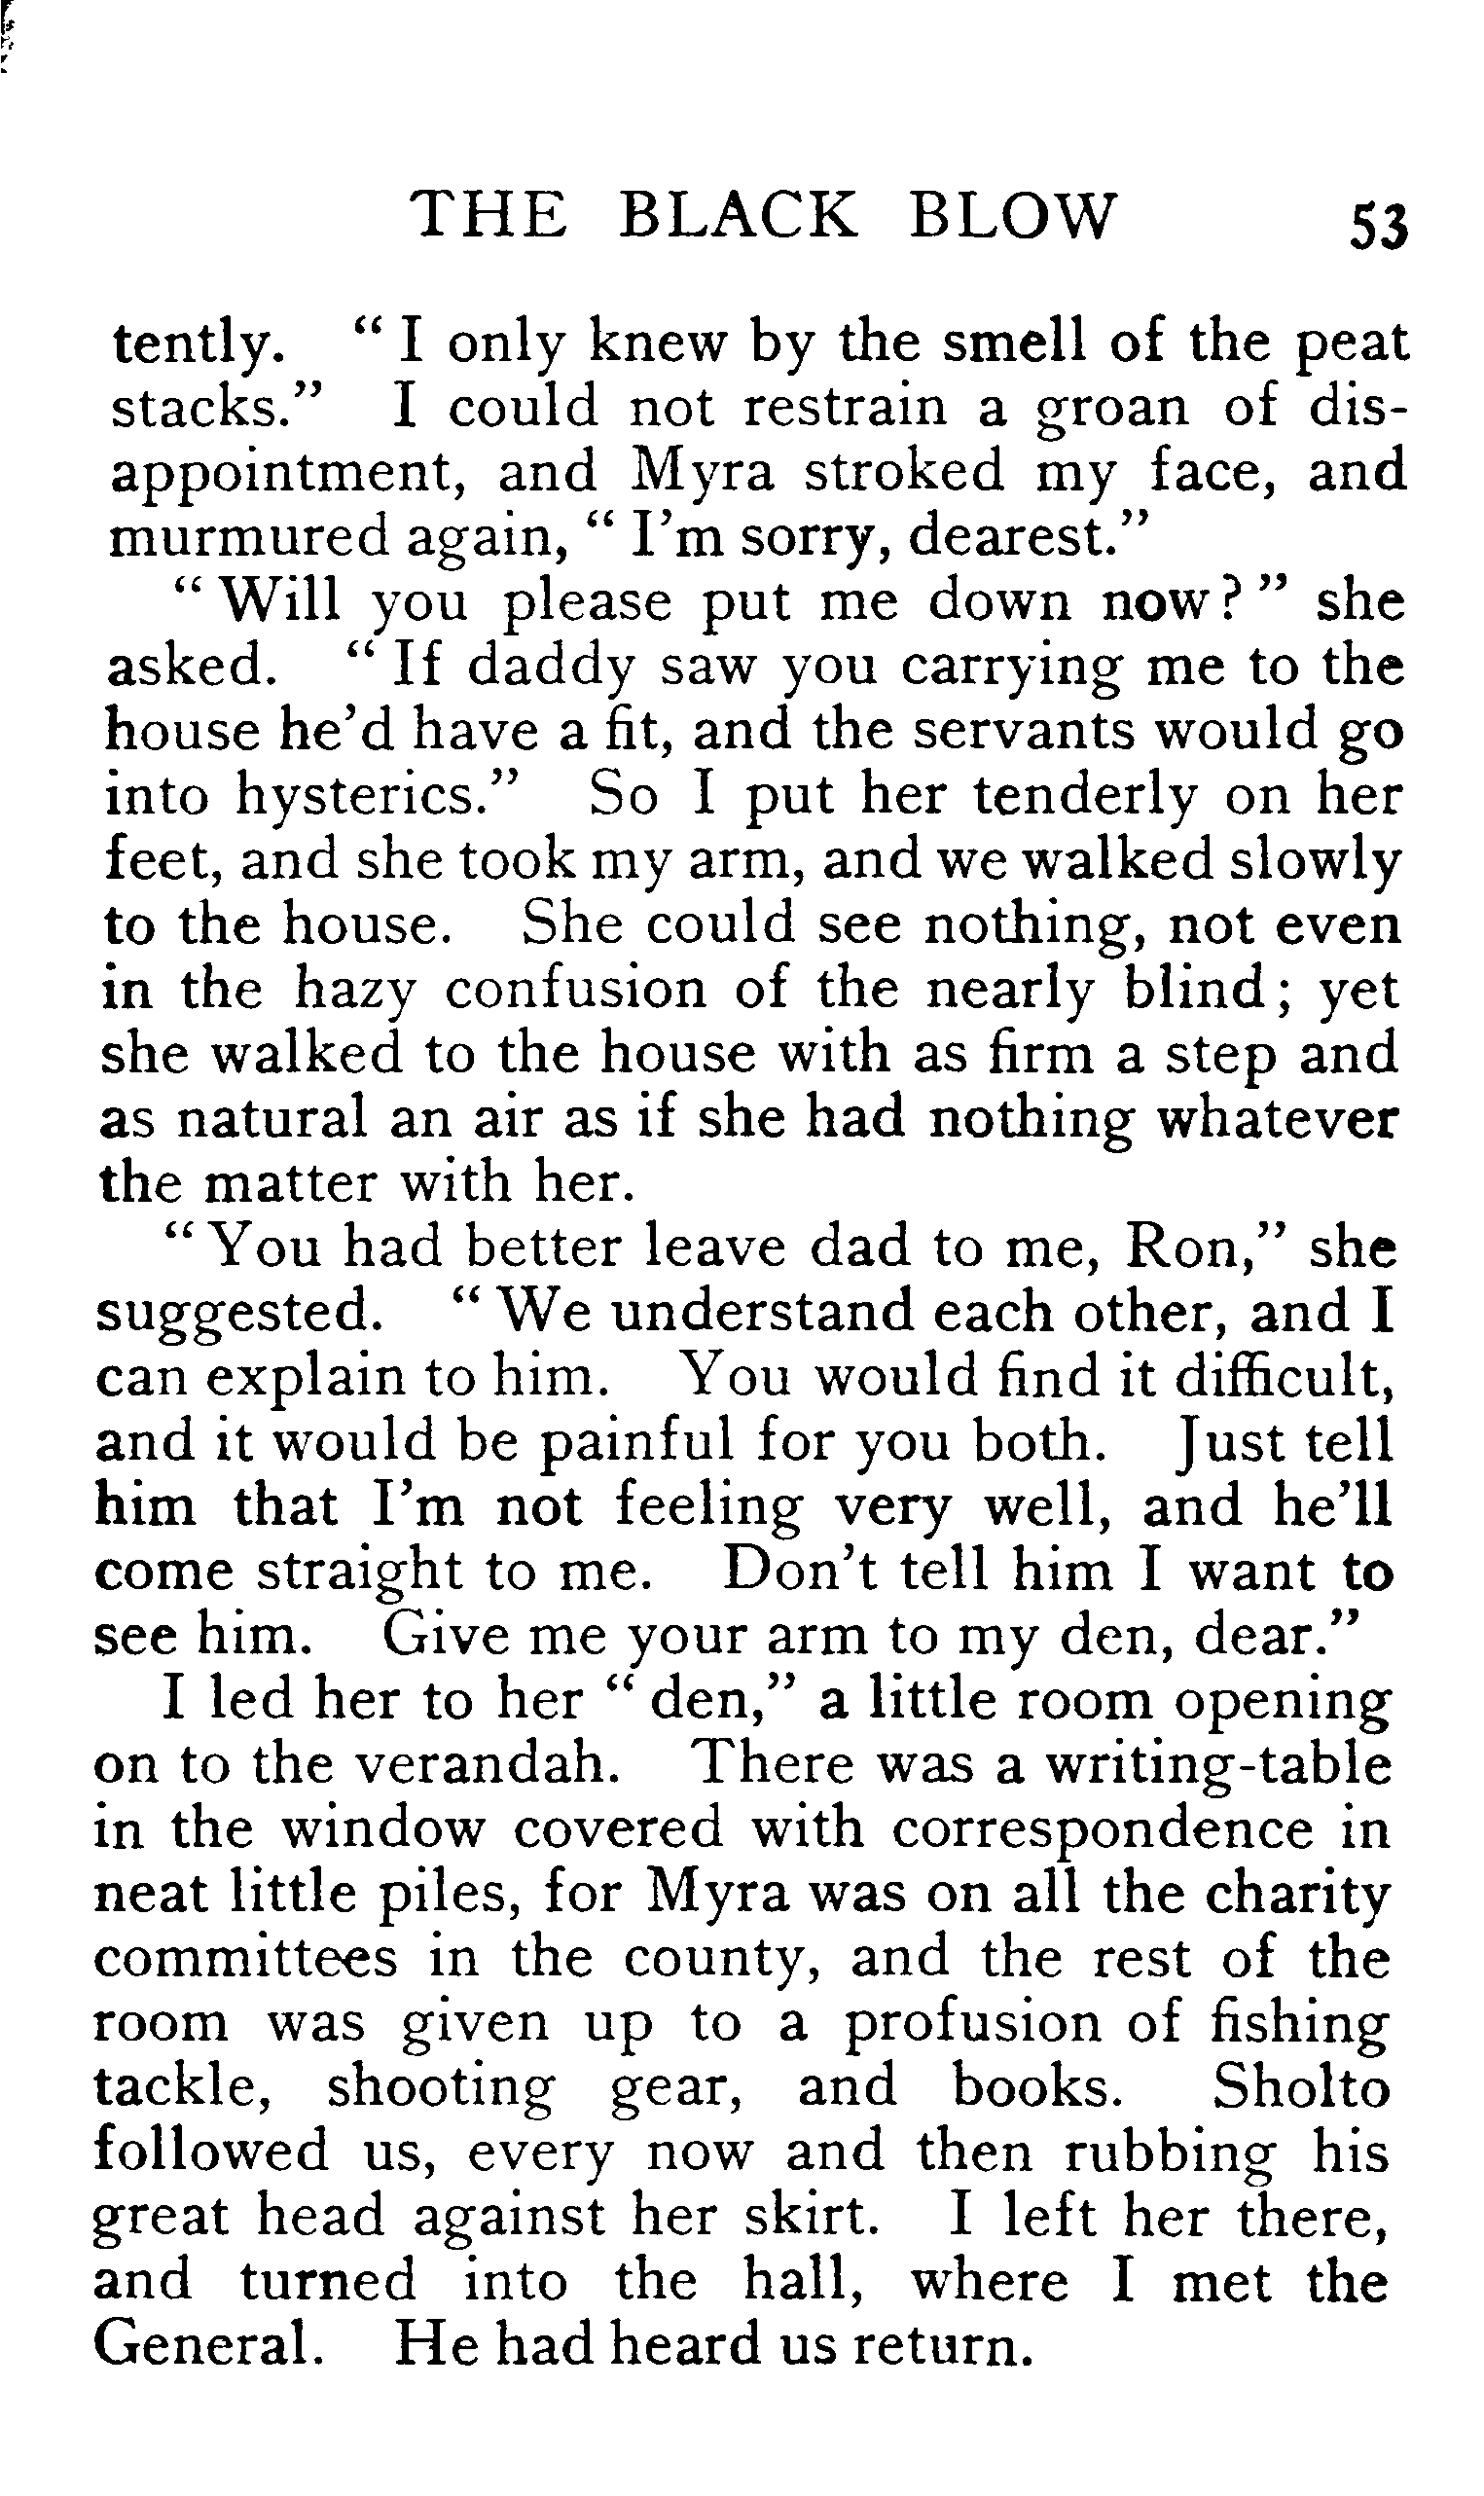 THE BLACK BLOW 53
tently. “ I only knew by the smell of the peat
stacks.” I could not restrain a groan of dis-
appointment, and Myra stroked my face, and
murmured again, “ I’m sorry, dearest.”
“ Will you please put me down now? ” she
asked. “ If daddy saw you carrying me to the
house he’d have a fit, and the servants would go
into hysterics.” So I put her tenderly on her
feet, and she took my arm, and we walked slowly
to the house. She could see nothing, not even
in the hazy confusion of the nearly blind; yet
she walked to the house with as firm a step and
as natural an air as if she had nothing whatever
the matter with her.
“ You had better leave dad to me, Ron,” she
suggested. “ We understand each other, and I
can explain to him. You would find it difficult,
and it would be painful for you both. Just tell
him that I’m not feeling very well, and he’ll
come straight to me. Don’t tell him I want to
see him. Give me your arm to my den, dear.”
I led her to her “ den,” a little room opening
on to the verandah. There was a writing-table
in the window covered with correspondence in
neat little piles, for Myra was on all the charity
committees in the county, and the rest of the
room was given up to a profusion of fishing
tackle, shooting gear, and books. Sholto
followed us, every now and then rubbing his
great head against her skirt. I left her there,
and turned into the hall, where I met the
General. He had heard us return.